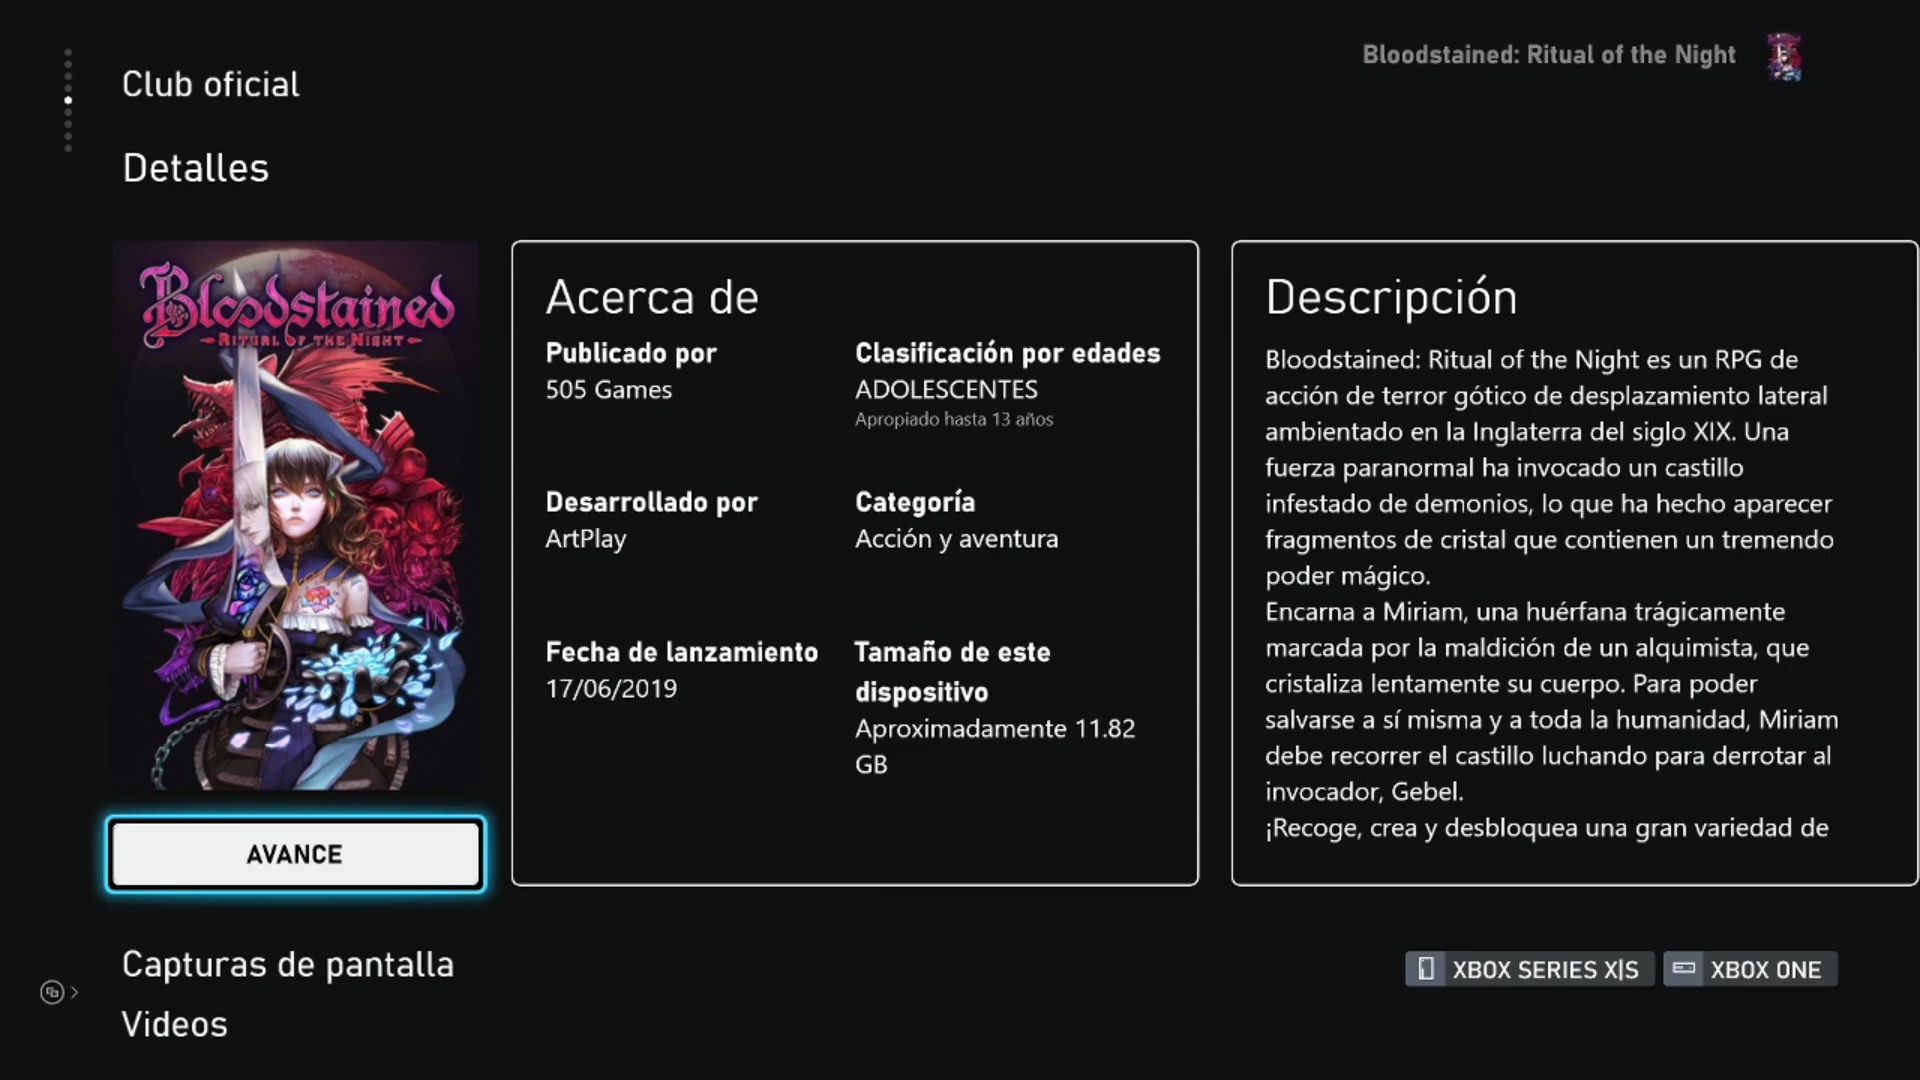 Bloodstained: Ritual of the Night
Club oficial
Detalles
Bloodstained
RITUAL OF THE NIGHT
AVANCE
Acerca de
Publicado por
505 Games
Clasificación por edades
ADOLESCENTES
Apropiado hasta 13 años
Desarrollado por
ArtPlay
Categoría
Acción y aventura
Fecha de lanzamiento
17/06/2019
Tamaño de este
dispositivo
Aproximadamente 11.82
GB
Descripción
Bloodstained: Ritual of the Night es un RPG de
acción de terror gótico de desplazamiento lateral
ambientado en la Inglaterra del siglo XIX. Una
fuerza paranormal ha invocado un castillo
infestado de demonios, lo que ha hecho aparecer
fragmentos de cristal que contienen un tremendo
poder mágico.
Encarna a Miriam, una huérfana trágicamente
marcada por la maldición de un alquimista, que
cristaliza lentamente su cuerpo. Para poder
salvarse a sí misma y a toda la humanidad, Miriam
debe recorrer el castillo luchando para derrotar al
invocador, Gebel.
¡Recoge, crea y desbloquea una gran variedad de
Capturas de pantalla
Videos
XBOX SERIES X|S
XBOX ONE